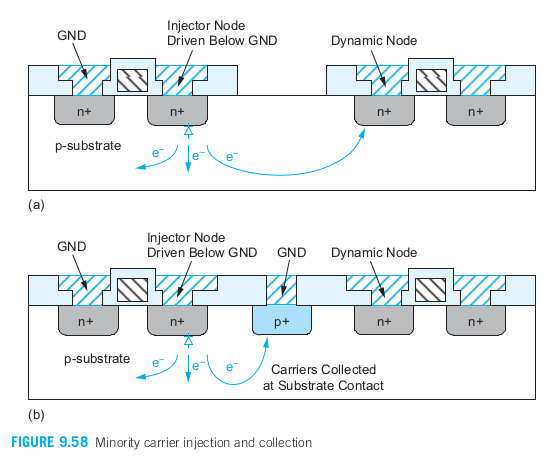 GND
Injector Node
Driven Below GND
Dynamic Node
n+
n+
n+
n+
p-substrate
e–
e–
e–
(a)
GND
Injector Node
Driven Below GND
GND
Dynamic Node
n+
n+
p+
n+
n+
p-substrate
e–
e–
e–
Carriers Collected
at Substrate Contact
(b)
FIGURE 9.58 Minority carrier injection and collection